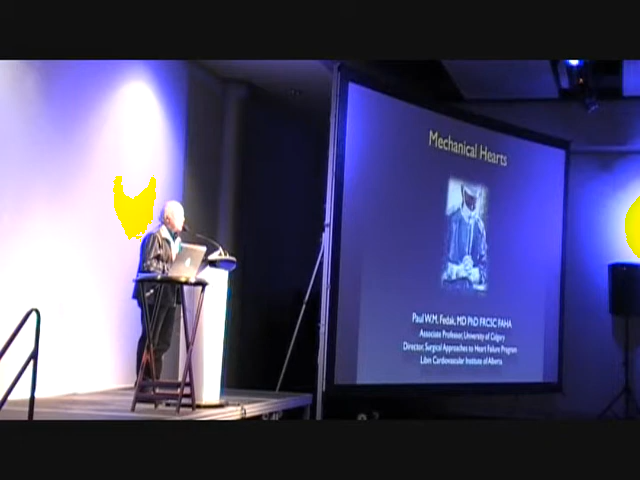 Mechanical Hearts
Paul W.M. Fedak, MD PhD FRCSC FAHA
Associate Professor, University of Calgary
Director, Surgical Approaches to Heart Failure Program
Libin Cardiovascular Institute of Alberta